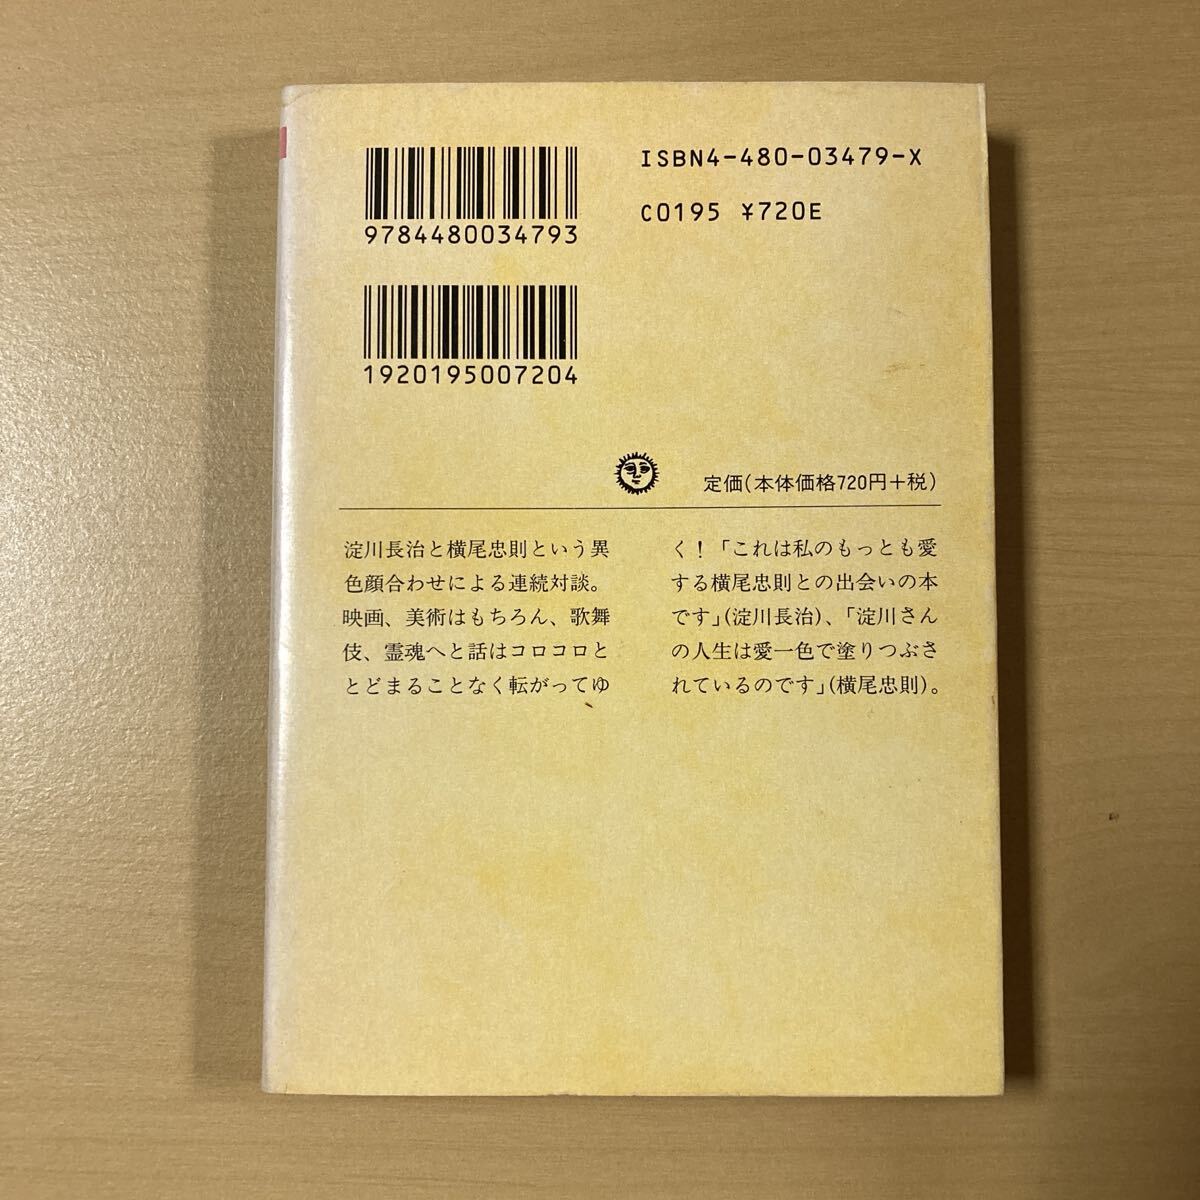 ISBN4-480-03479-X
C0195 ¥720E
9784480034793
1920195007204
定価(本体価格720円+税)
淀川長治と横尾忠則という異
色顔合わせによる連続対談。
映画、美術はもちろん、歌舞
伎、霊魂へと話はコロコロと
とどまることなく転がってゆ
く!「これは私のもっとも愛
する横尾忠則との出会いの本
です」(淀川長治)、「淀川さん
の人生は愛一色で塗りつぶさ
れているのです」(横尾忠則)。